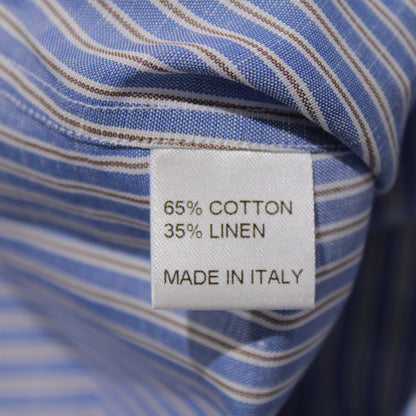 65% COTTON
35% LINEN
MADE IN ITALY